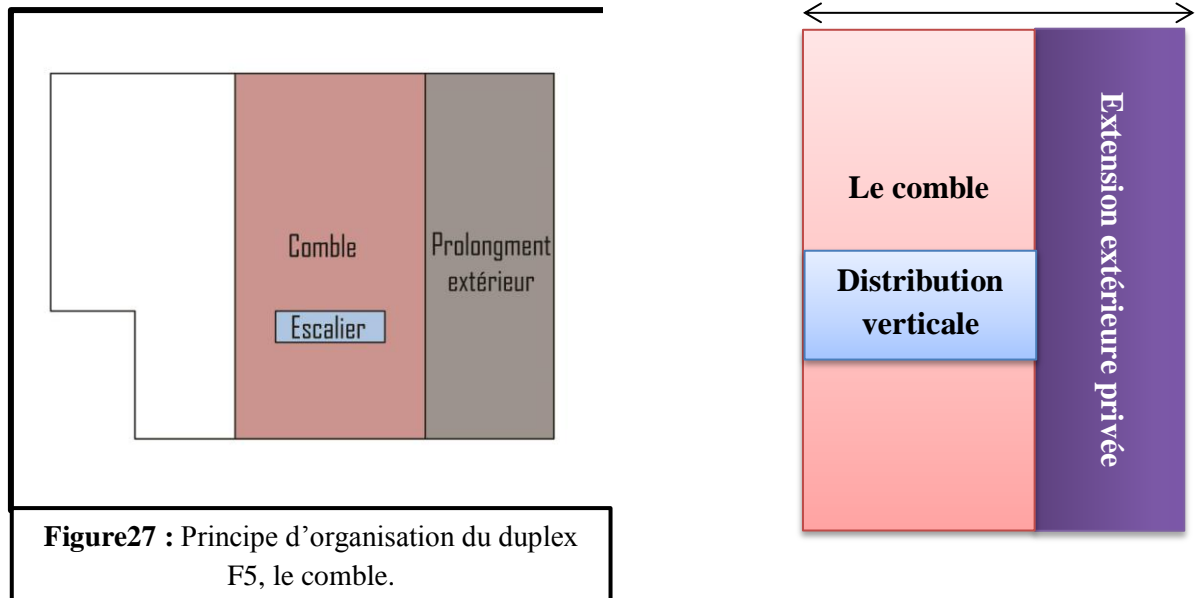 Comble
Prolongment
extérieur
Escalier
Figure27 : Principe d’organisation du duplex
F5, le comble.
Le comble
Distribution
verticale
Extension extérieure privée